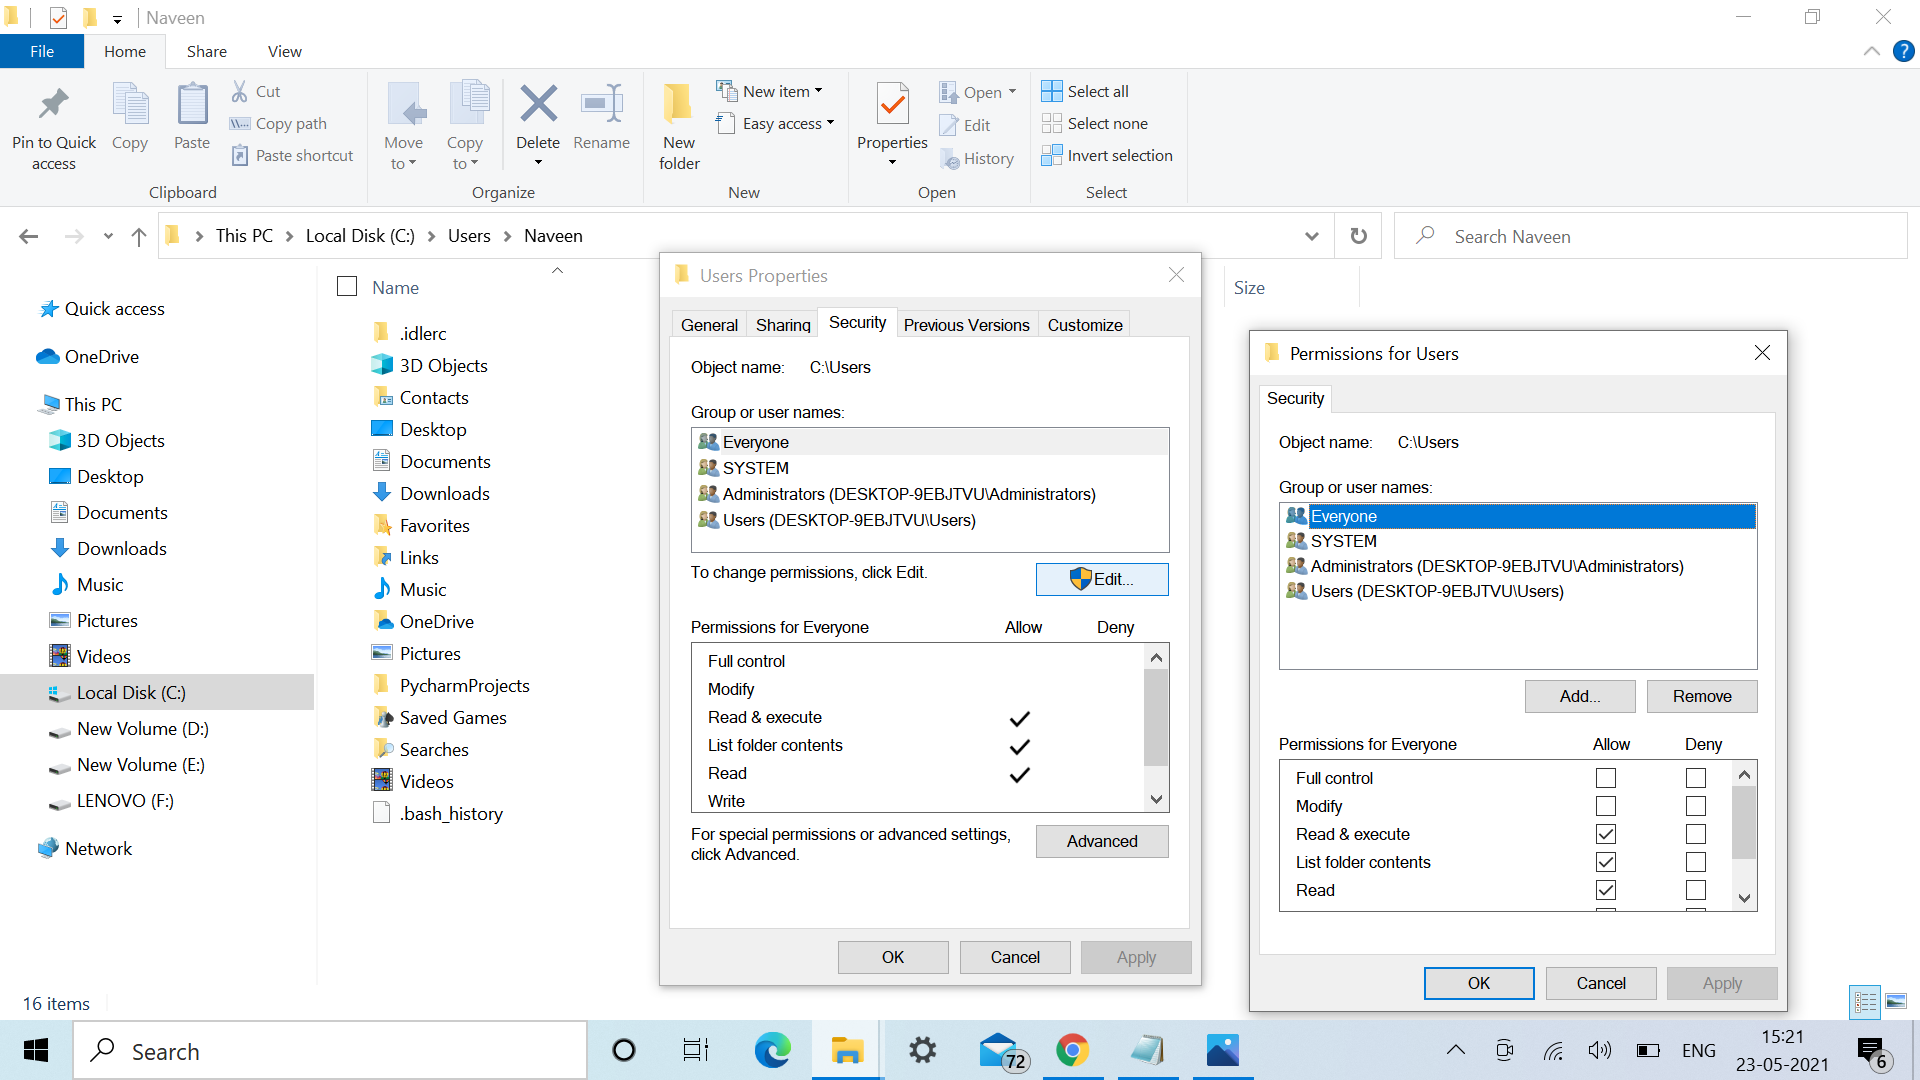 Naveen
File Home Share View
Pin to Quick access
Copy
Paste
Cut
Copy path
Paste shortcut
Clipboard
Move to
Copy to
Delete
Rename
Organize
New folder
New item
Easy access
New
Properties
Open
Edit
History
Open
Select all
Select none
Invert selection
Select
This PC Local Disk (C:) Users Naveen
Search Naveen
Quick access
OneDrive
This PC
3D Objects
Desktop
Documents
Downloads
Music
Pictures
Videos
Local Disk (C:)
New Volume (D:)
New Volume (E:)
LENOVO (F:)
Network
Name
.idlerc
3D Objects
Contacts
Desktop
Documents
Downloads
Favorites
Links
Music
OneDrive
Pictures
PycharmProjects
Saved Games
Searches
Videos
.bash_history
Size
Users Properties
General Sharing Security Previous Versions Customize
Object name: C:\Users
Group or user names:
Everyone
SYSTEM
Administrators (DESKTOP-9EBJTVU\Administrators)
Users (DESKTOP-9EBJTVU\Users)
To change permissions, click Edit.
Edit...
Permissions for Everyone Allow Deny
Full control
Modify
Read & execute
List folder contents
Read
Write
For special permissions or advanced settings,
click Advanced.
Advanced
OK Cancel Apply
Permissions for Users
Security
Object name: C:\Users
Group or user names:
Everyone
SYSTEM
Administrators (DESKTOP-9EBJTVU\Administrators)
Users (DESKTOP-9EBJTVU\Users)
Add... Remove
Permissions for Everyone Allow Deny
Full control
Modify
Read & execute
List folder contents
Read
OK Cancel Apply
16 items
Search
72
ENG
15:21
23-05-2021
6